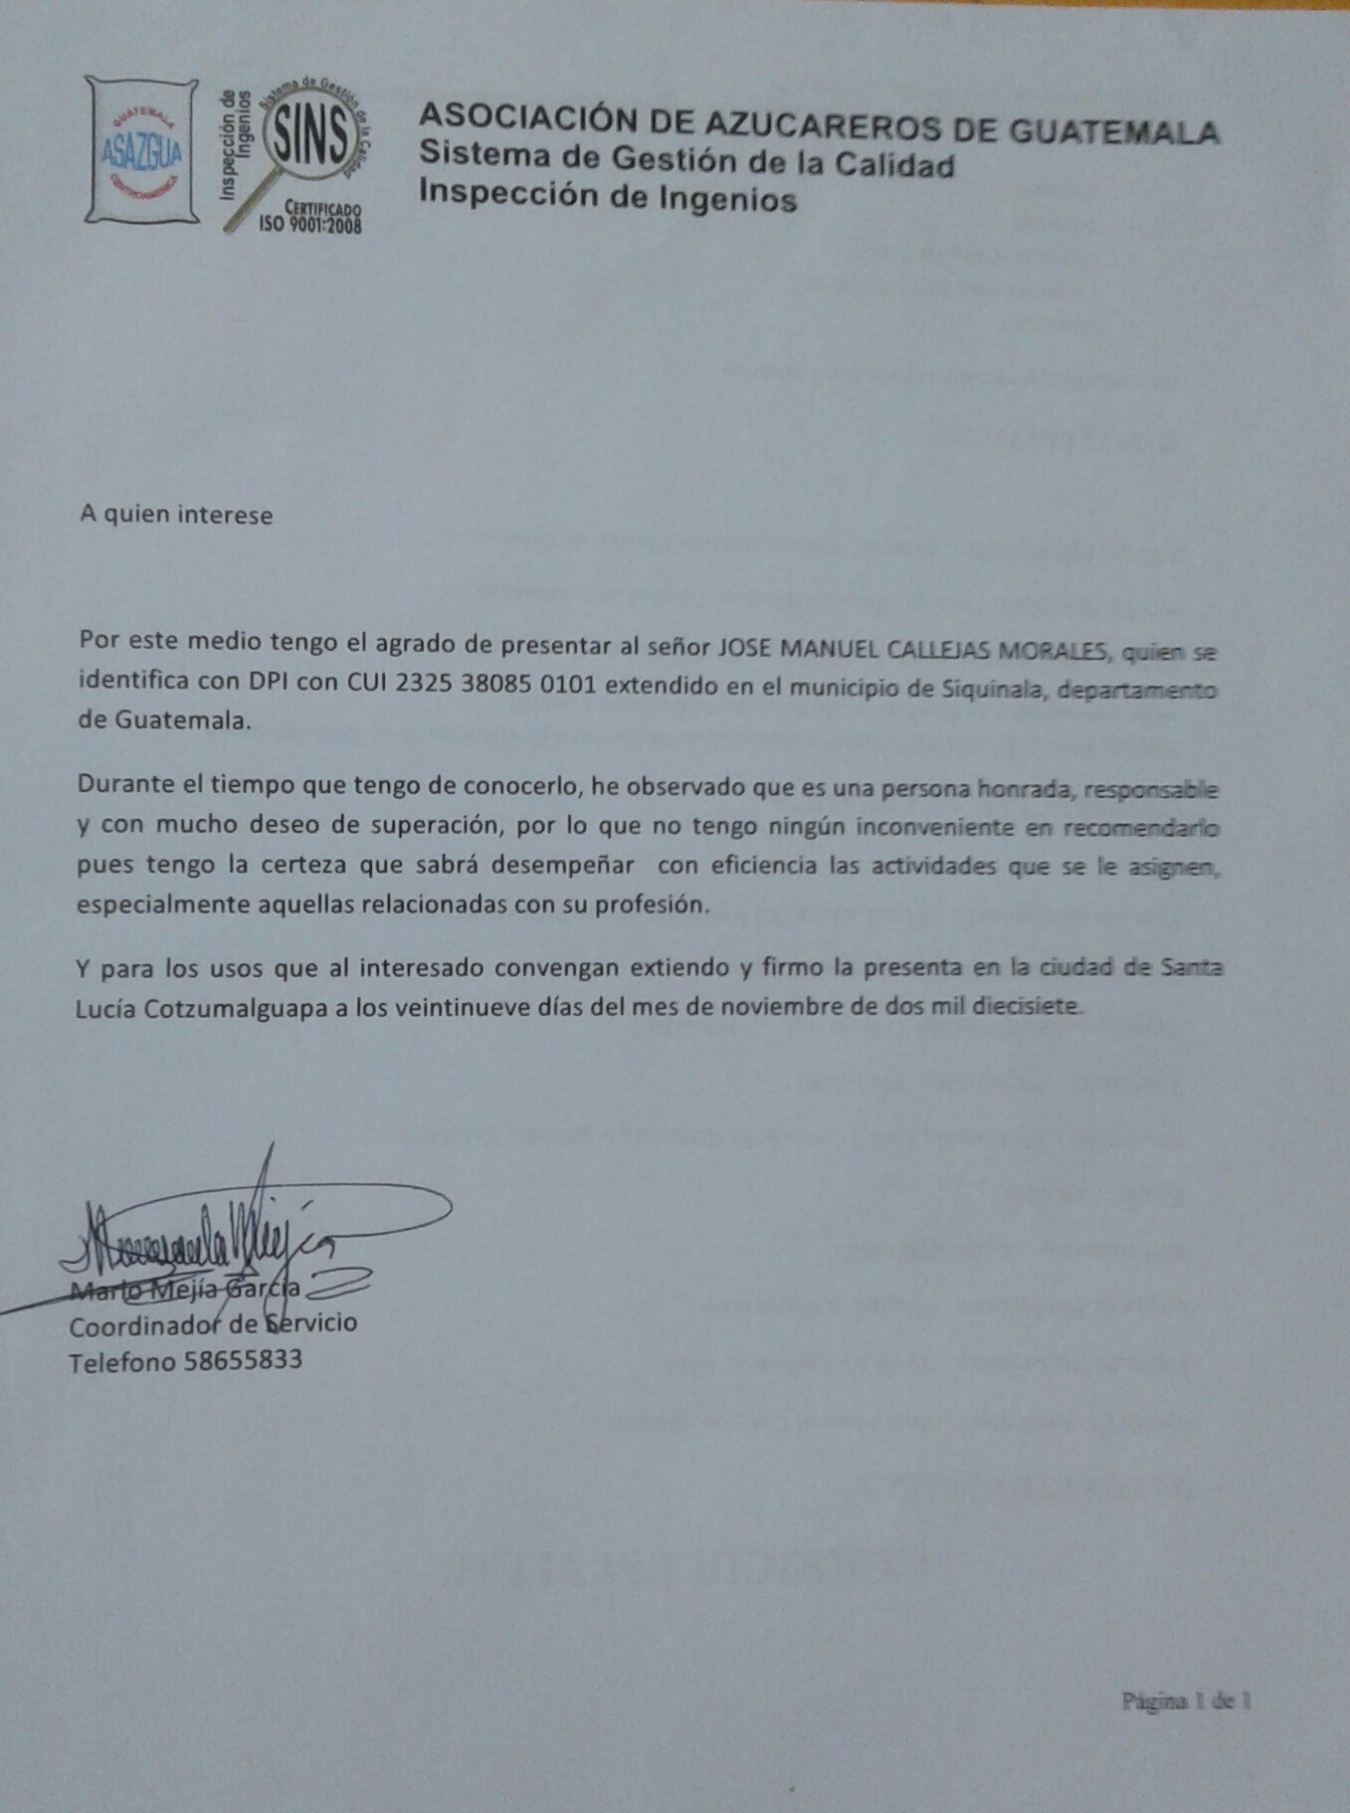 GUATEMALA
ASAZGUA
CENTROAMERICA
Inspección de
Ingenios
Sistema de Gestión de la Calidad
SINS
CERTIFICADO
ISO 9001:2008
ASOCIACIÓN DE AZUCAREROS DE GUATEMALA
Sistema de Gestión de la Calidad
Inspección de Ingenios
A quien interese
Por este medio tengo el agrado de presentar al señor JOSE MANUEL CALLEJAS MORALES, quien se
identifica con DPI con CUI 2325 38085 0101 extendido en el municipio de Siquinala, departamento
de Guatemala.
Durante el tiempo que tengo de conocerlo, he observado que es una persona honrada, responsable
y con mucho deseo de superación, por lo que no tengo ningún inconveniente en recomendarlo
pues tengo la certeza que sabrá desempeñar con eficiencia las actividades que se le asignen,
especialmente aquellas relacionadas con su profesión.
Y para los usos que al interesado convengan extiendo y firmo la presenta en la ciudad de Santa
Lucía Cotzumalguapa a los veintinueve días del mes de noviembre de dos mil diecisiete.
Mejía García
Coordinador de Servicio
Telefono 58655833
Página 1 de 1